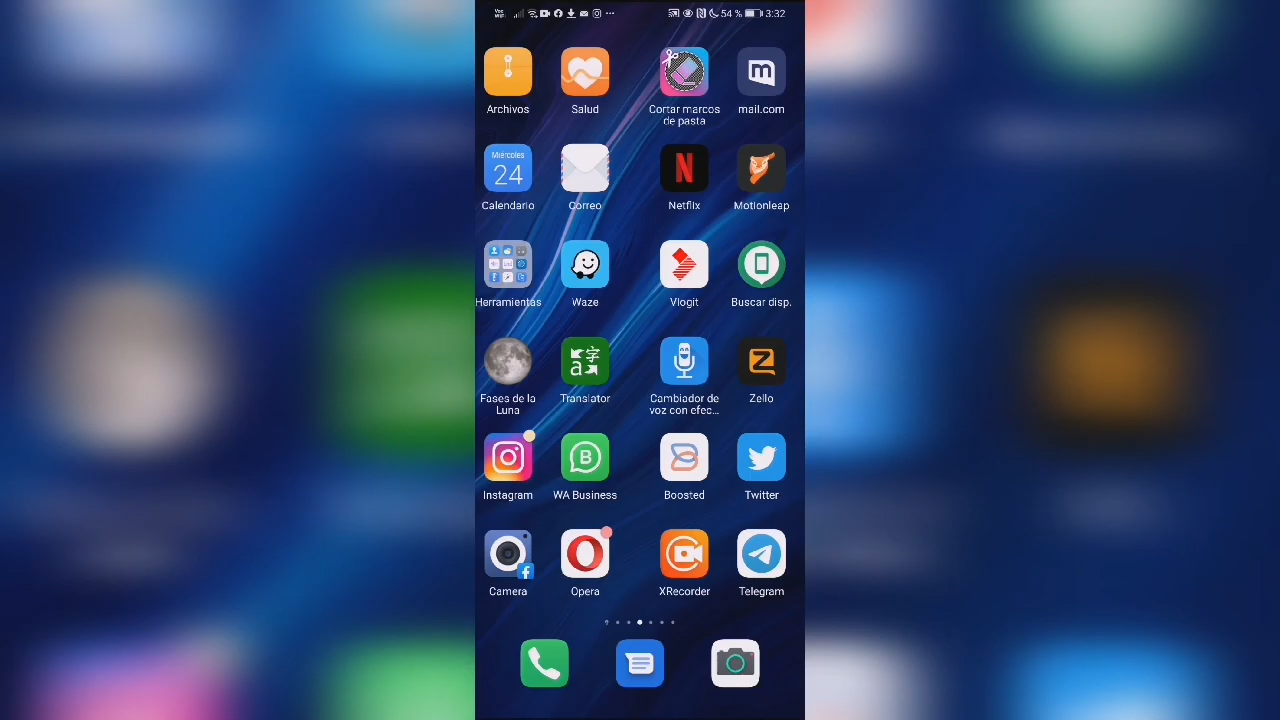 Voc
WiFi
54 %
3:32
Archivos
Salud
Cortar marcos
de pasta
mail.com
Miércoles
24
Calendario
Correo
Netflix
Motionleap
Herramientas
Waze
Vlogit
Buscar disp.
Fases de la
Luna
Translator
Cambiador de
voz con efec...
Zello
Instagram
WA Business
Boosted
Twitter
Camera
Opera
XRecorder
Telegram